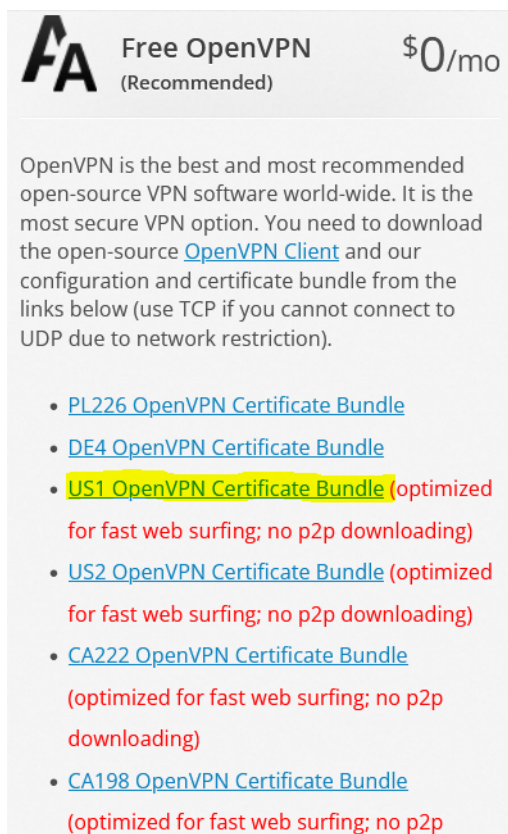 Free OpenVPN
$0/mo
(Recommended)
OpenVPN is the best and most recommended
open-source VPN software world-wide. It is the
most secure VPN option. You need to download
the open-source OpenVPN Client and our
configuration and certificate bundle from the
links below (use TCP if you cannot connect to
UDP due to network restriction).
• PL226 OpenVPN Certificate Bundle
• DE4 OpenVPN Certificate Bundle
• US1 OpenVPN Certificate Bundle (optimized
for fast web surfing; no p2p downloading)
• US2 OpenVPN Certificate Bundle (optimized
for fast web surfing; no p2p downloading)
• CA222 OpenVPN Certificate Bundle
(optimized for fast web surfing; no p2p
downloading)
• CA198 OpenVPN Certificate Bundle
(optimized for fast web surfing; no p2p